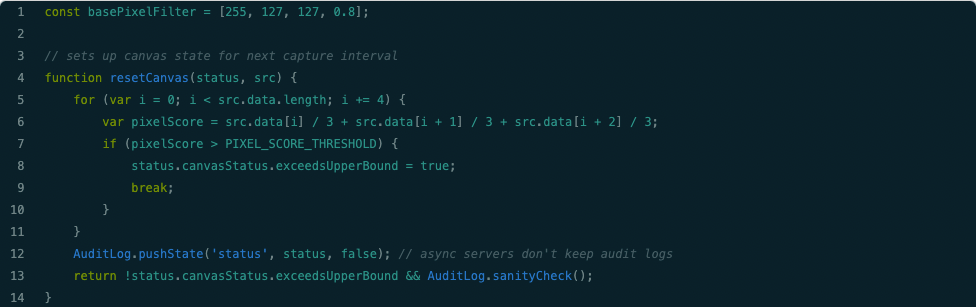 1 const basePixelFilter = [255, 127, 127, 0.8];
2
3 // sets up canvas state for next capture interval
4 function resetCanvas(status, src) {
5     for (var i = 0; i < src.data.length; i += 4) {
6         var pixelScore = src.data[i] / 3 + src.data[i + 1] / 3 + src.data[i + 2] / 3;
7         if (pixelScore > PIXEL_SCORE_THRESHOLD) {
8             status.canvasStatus.exceedsUpperBound = true;
9             break;
10         }
11     }
12     AuditLog.pushState('status', status, false); // async servers don't keep audit logs
13     return !status.canvasStatus.exceedsUpperBound && AuditLog.sanityCheck();
14 }